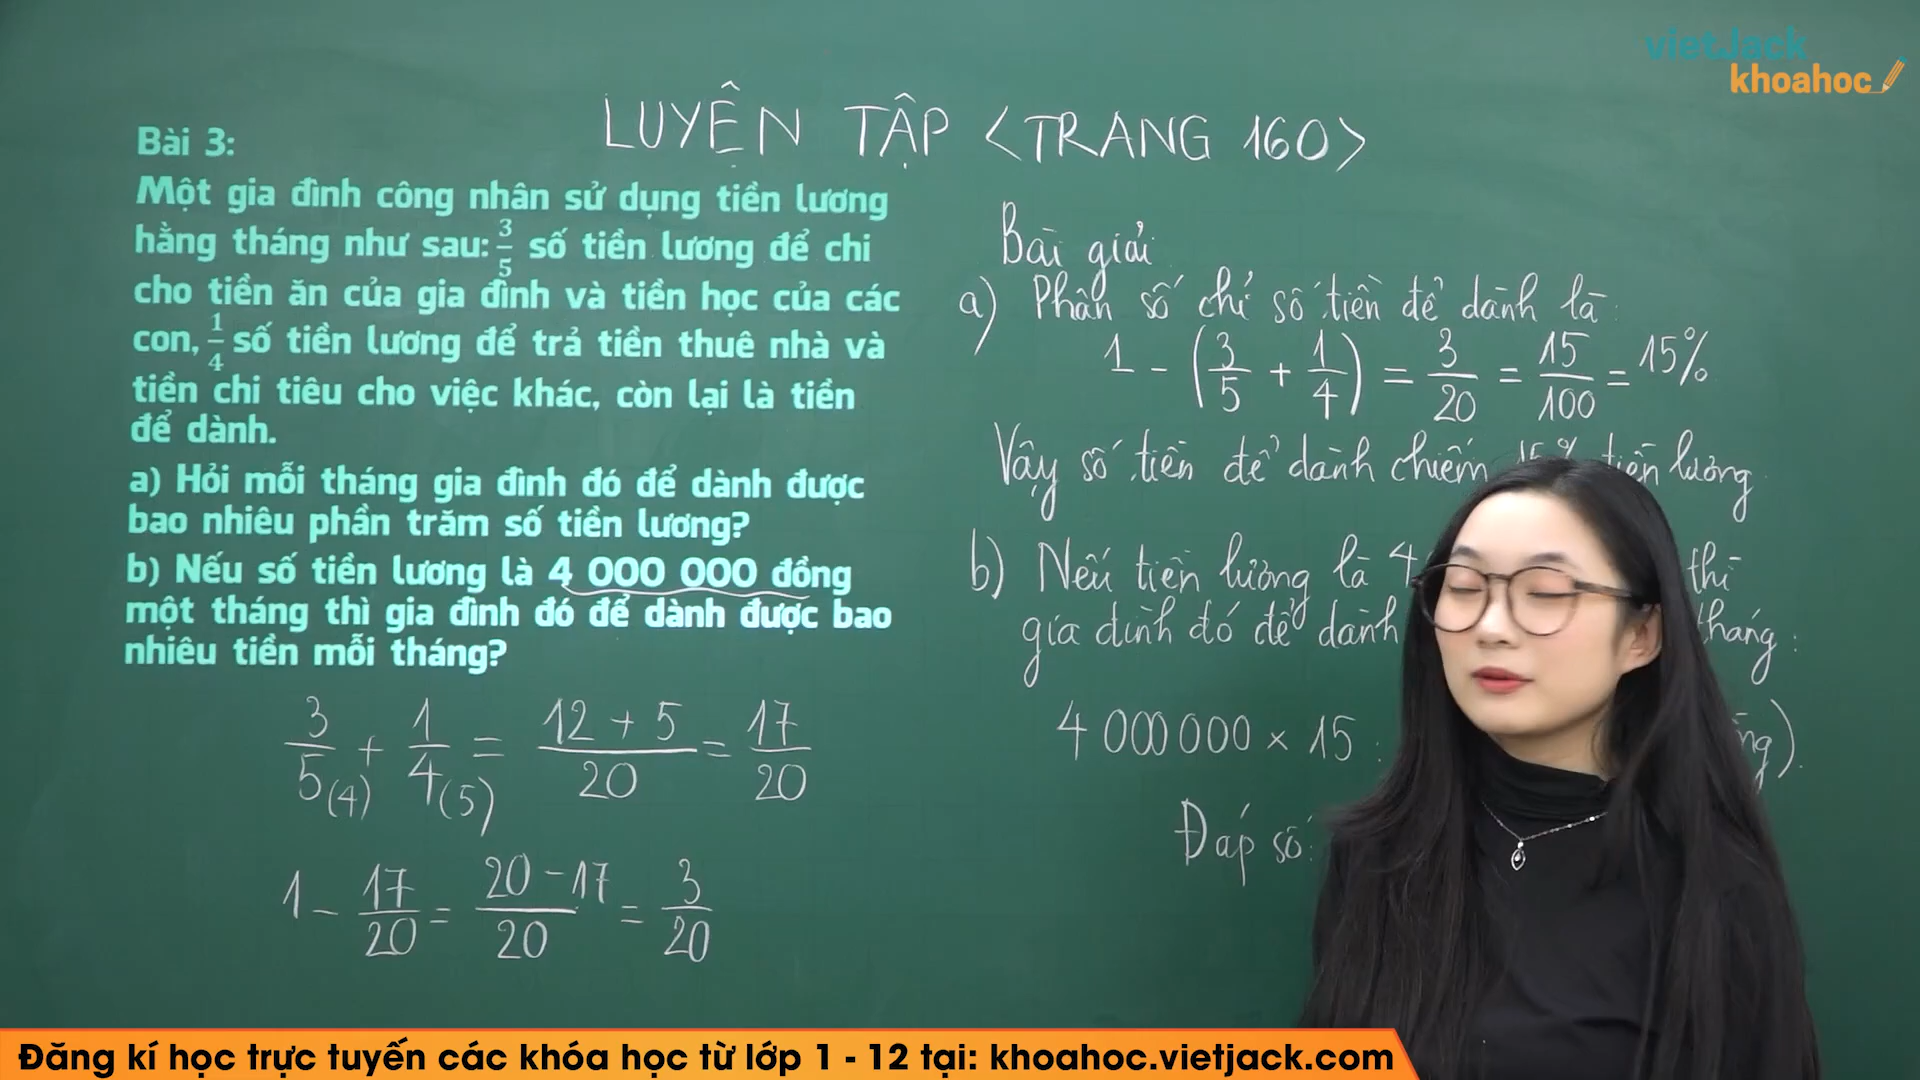 vietJack
khoahoc
LUYỆN TẬP <TRANG 160>
Bài 3:
Một gia đình công nhân sử dụng tiền lương
hằng tháng như sau: 3/5 số tiền lương để chi
cho tiền ăn của gia đình và tiền học của các
con, 1/4 số tiền lương để trả tiền thuê nhà và
tiền chi tiêu cho việc khác, còn lại là tiền
để dành.
a) Hỏi mỗi tháng gia đình đó để dành được
bao nhiêu phần trăm số tiền lương?
b) Nếu số tiền lương là 4 000 000 đồng
một tháng thì gia đình đó để dành được bao
nhiêu tiền mỗi tháng?
3/5(4) + 1/4(5) = 12 + 5/20 = 17/20
1 - 17/20 = 20 - 17/20 = 3/20
Bài giải
a) Phân số chỉ số tiền để dành là:
1 - (3/5 + 1/4) = 3/20 = 15/100 = 15%
Vậy số tiền để dành chiếm 15% tiền lương
b) Nếu tiền lương là 4 thì
gia đình đó để dành tháng:
4 000 000 × 15 :
Đáp số:
Đăng kí học trực tuyến các khóa học từ lớp 1 - 12 tại: khoahoc.vietjack.com